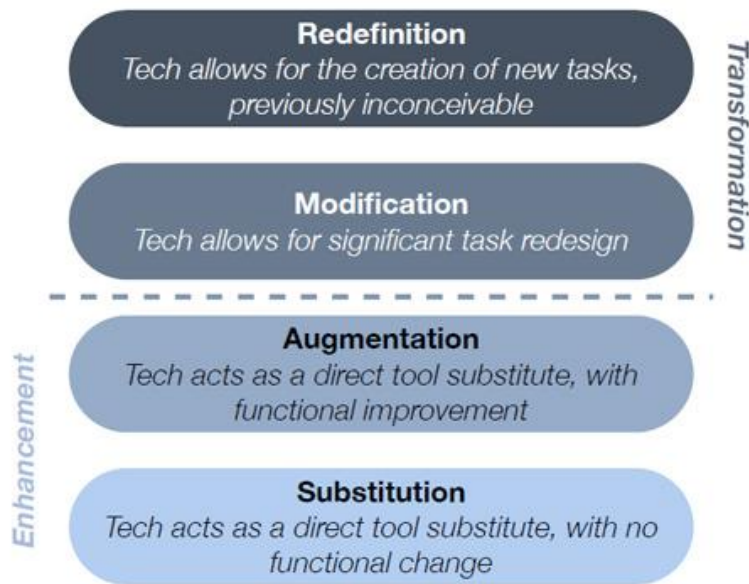 Redefinition
Tech allows for the creation of new tasks,
previously inconceivable
Transformation
Modification
Tech allows for significant task redesign
Augmentation
Tech acts as a direct tool substitute, with
functional improvement
Enhancement
Substitution
Tech acts as a direct tool substitute, with no
functional change